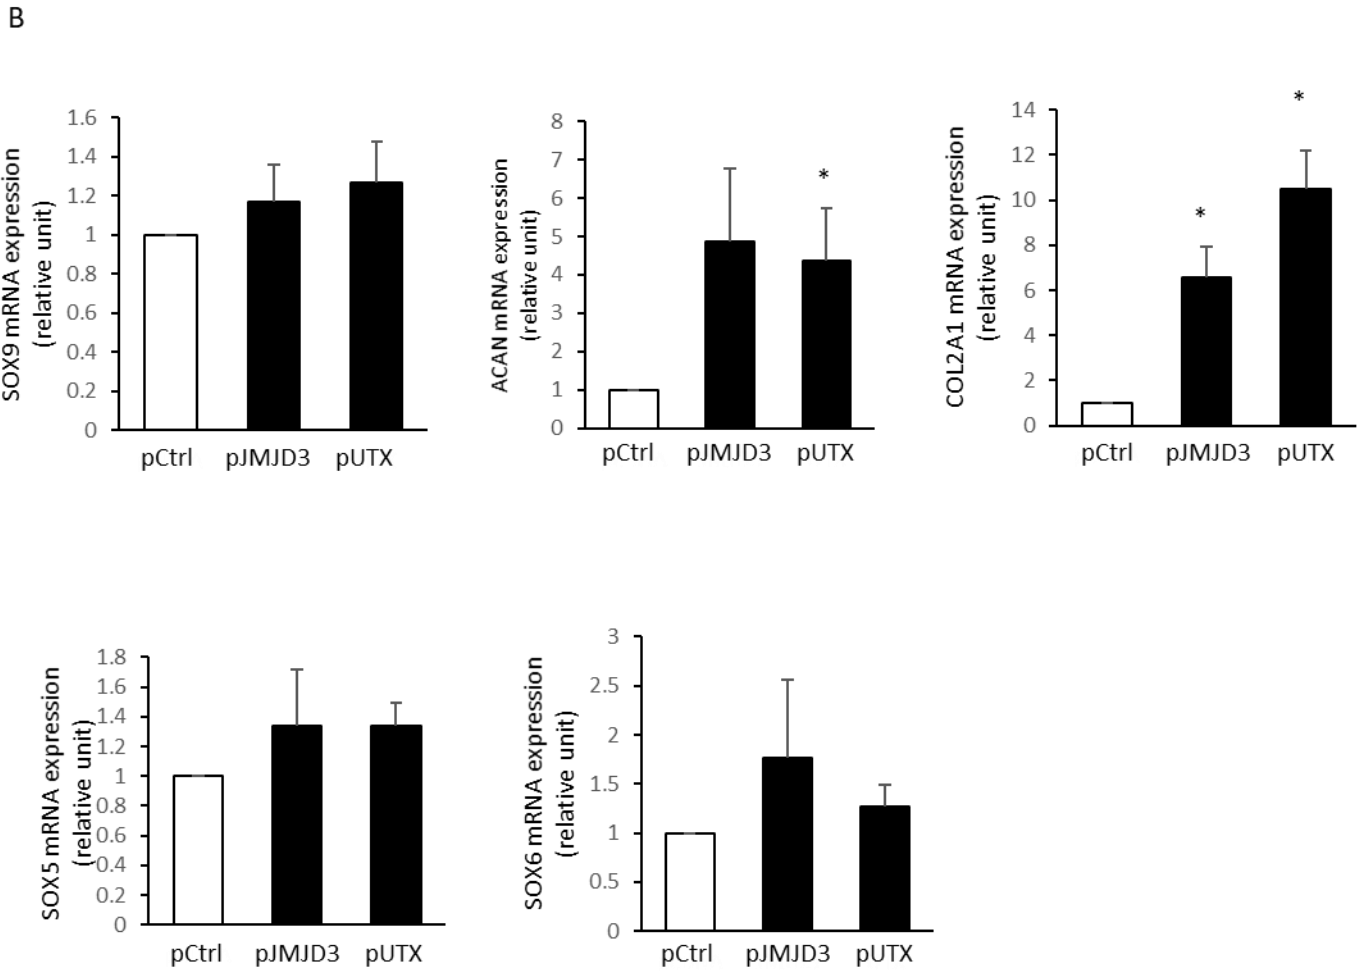 B
SOX9 mRNA expression
(relative unit)
1.6
1.4
1.2
1
0.8
0.6
0.4
0.2
0
pCtrl pJMJD3 pUTX
ACAN mRNA expression
(relative unit)
8
7
6
5
4
3
2
1
0
*
pCtrl pJMJD3 pUTX
COL2A1 mRNA expression
(relative unit)
14
12
10
8
6
4
2
0
*
*
pCtrl pJMJD3 pUTX
SOX5 mRNA expression
(relative unit)
1.8
1.6
1.4
1.2
1
0.8
0.6
0.4
0.2
0
pCtrl pJMJD3 pUTX
SOX6 mRNA expression
(relative unit)
3
2.5
2
1.5
1
0.5
0
pCtrl pJMJD3 pUTX